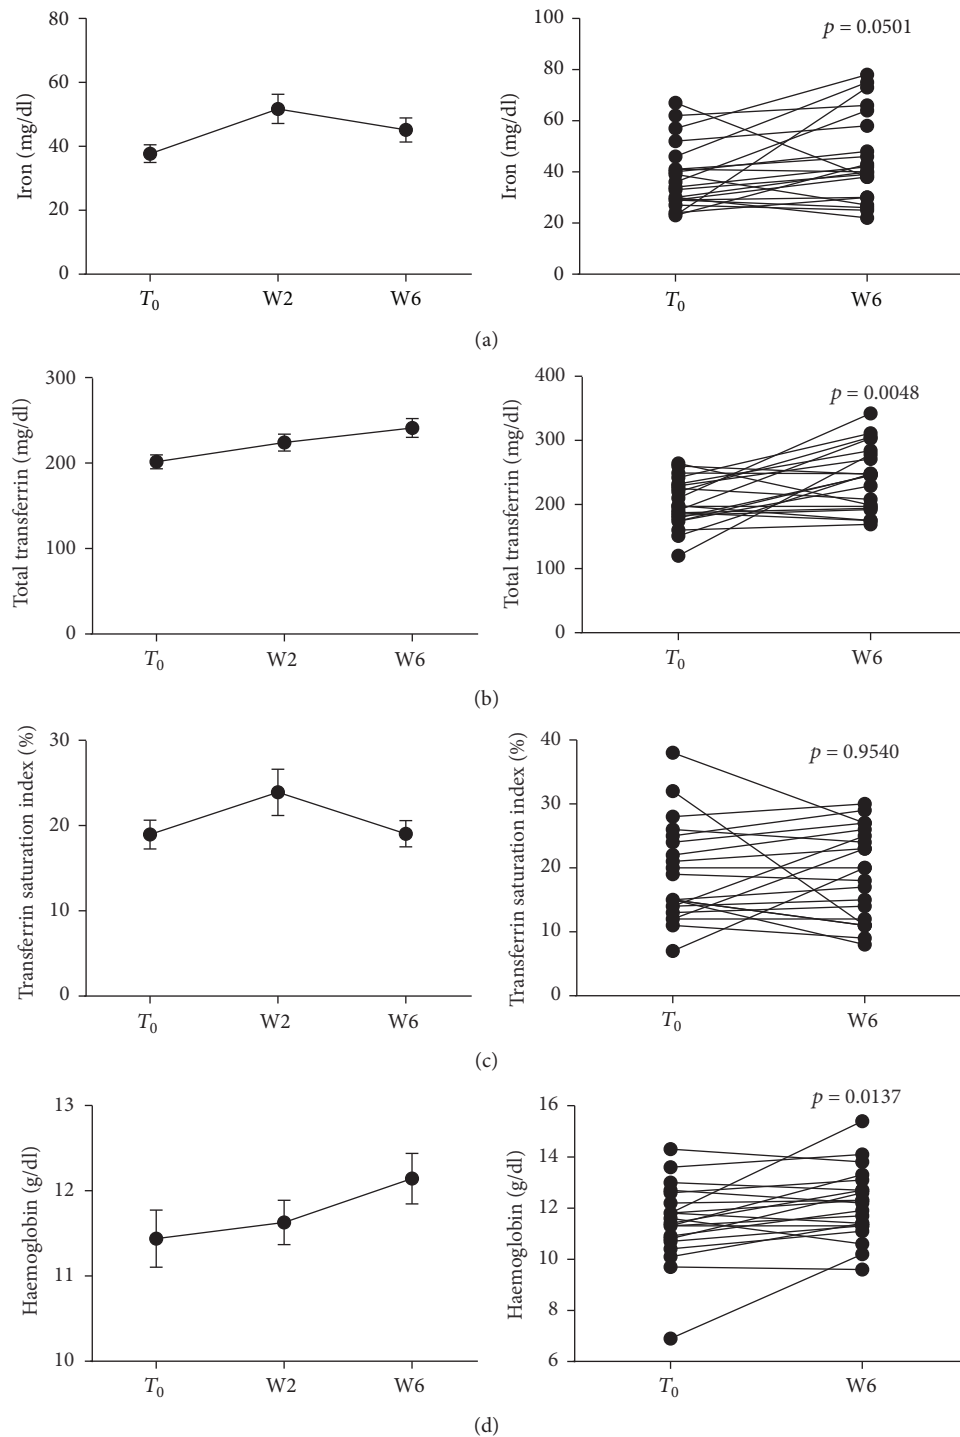 80
60
40
20
0
Iron (mg/dl)
T0
W2
W6
100
80
60
40
20
0
Iron (mg/dl)
p = 0.0501
T0
W6
(a)
300
200
100
0
Total transferrin (mg/dl)
T0
W2
W6
400
300
200
100
0
Total transferrin (mg/dl)
p = 0.0048
T0
W6
(b)
30
20
10
0
Transferrin saturation index (%)
T0
W2
W6
40
30
20
10
0
Transferrin saturation index (%)
p = 0.9540
T0
W6
(c)
13
12
11
10
Haemoglobin (g/dl)
T0
W2
W6
16
14
12
10
8
6
Haemoglobin (g/dl)
p = 0.0137
T0
W6
(d)